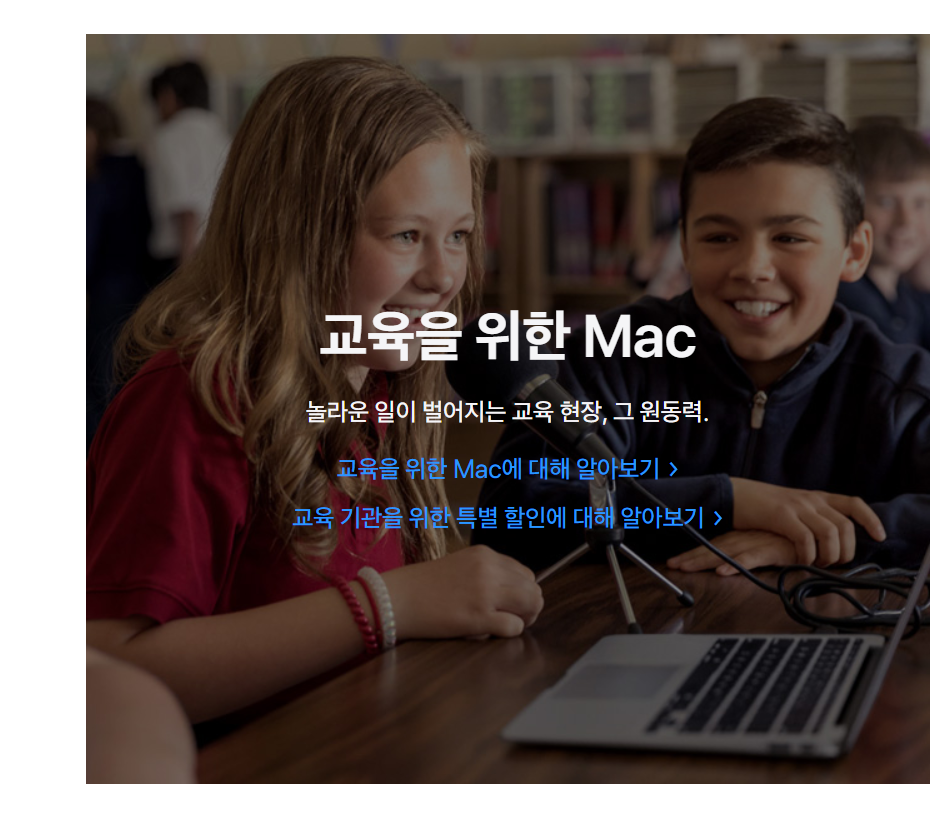 교육을 위한 Mac
놀라운 일이 벌어지는 교육 현장, 그 원동력.
교육을 위한 Mac에 대해 알아보기 >
교육 기관을 위한 특별 할인에 대해 알아보기 >